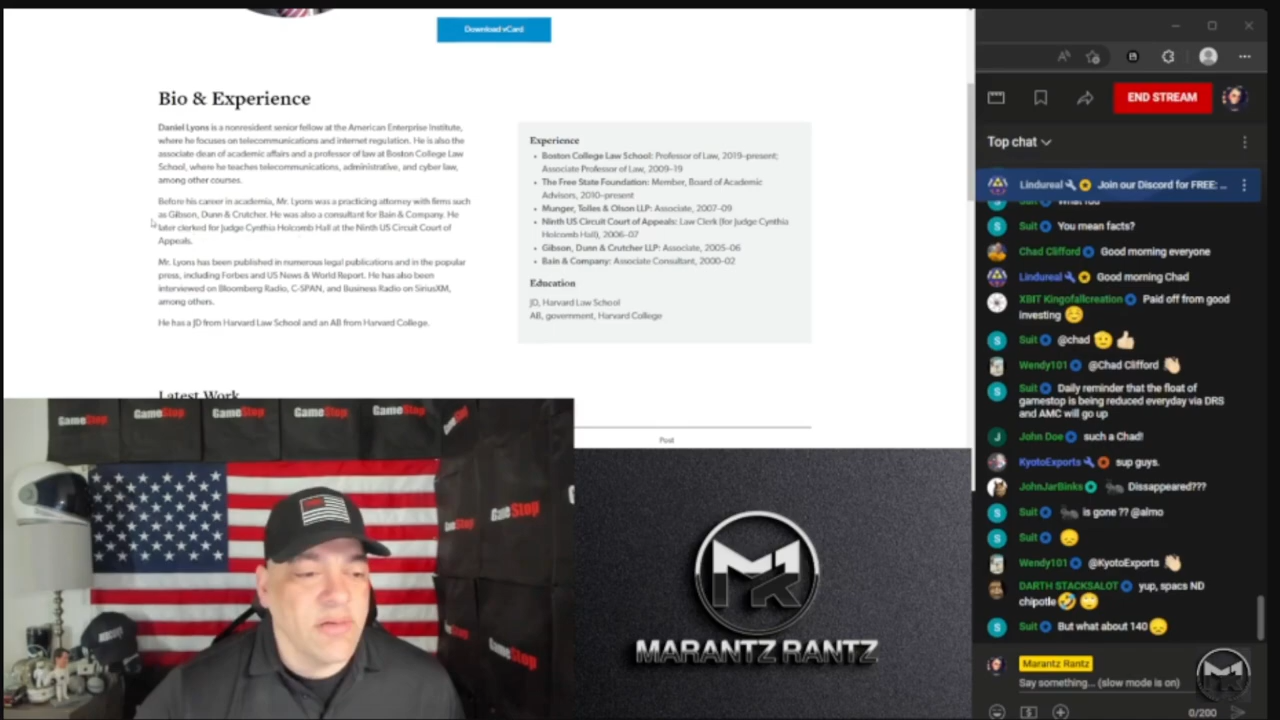 Download vCard
Bio & Experience
Daniel Lyons is a nonresident senior fellow at the American Enterprise Institute,
where he focuses on telecommunications and internet regulation. He is also the
associate dean of academic affairs and a professor of law at Boston College Law
School, where he teaches telecommunications, administrative, and cyber law,
among other courses.
Before his career in academia, Mr. Lyons was a practicing attorney with firms such
as Gibson, Dunn & Crutcher. He was also a consultant for Bain & Company. He
later clerked for Judge Cynthia Holcomb Hall at the Ninth US Circuit Court of
Appeals.
Mr. Lyons has been published in numerous legal publications and in the popular
press, including Forbes and US News & World Report. He has also been
interviewed on Bloomberg Radio, C-SPAN, and Business Radio on SiriusXM,
among others.
He has a JD from Harvard Law School and an AB from Harvard College.
Latest Work
Experience
Boston College Law School: Professor of Law, 2019–present;
Associate Professor of Law, 2009–19
The Free State Foundation: Member, Board of Academic
Advisors, 2010–present
Munger, Tolles & Olson LLP: Associate, 2007–09
Ninth US Circuit Court of Appeals: Law Clerk (for Judge Cynthia
Holcomb Hall), 2006–07
Gibson, Dunn & Crutcher LLP: Associate, 2005–06
Bain & Company: Associate Consultant, 2000–02
Education
JD, Harvard Law School
AB, government, Harvard College
Post
GameStop
GameStop
GameStop
GameStop
GameStop
GameStop
GameStop
GameStop
GameStop
MARANTZ RANTZ
END STREAM
Top chat
Lindureal Join our Discord for FREE: ...
Suit What fud
Suit You mean facts?
Chad Clifford Good morning everyone
Lindureal Good morning Chad
XBIT Kingofallcreation Paid off from good
investing
Suit @chad
Wendy101 @Chad Clifford
Suit Daily reminder that the float of
gamestop is being reduced everyday via DRS
and AMC will go up
John Doe such a Chad!
KyotoExports sup guys.
JohnJarBinks Dissappeared???
Suit is gone ?? @almo
Suit
Wendy101 @KyotoExports
DARTH STACKSALOT yup, spacs ND
chipotle
Suit But what about 140
Marantz Rantz
Say something... (slow mode is on)
0/200